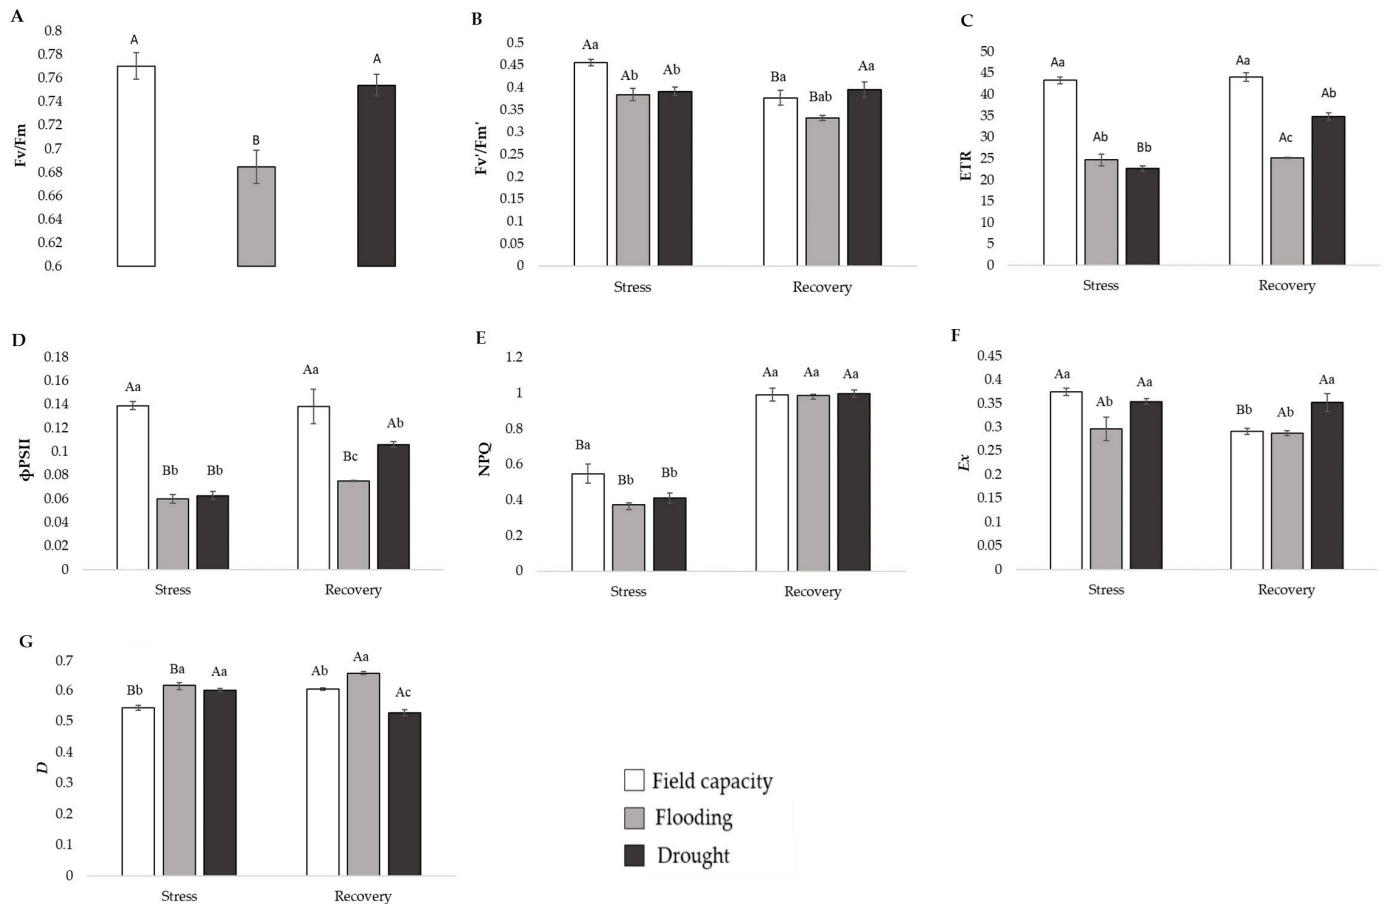 A
Fv/Fm
0.8
0.78
0.76
0.74
0.72
0.7
0.68
0.66
0.64
0.62
0.6
A
B
A
B
Fv'/Fm'
0.5
0.45
0.4
0.35
0.3
0.25
0.2
0.15
0.1
0.05
0
Aa
Ab
Ab
Ba
Bab
Aa
Stress
Recovery
C
ETR
50
45
40
35
30
25
20
15
10
5
0
Aa
Ab
Bb
Aa
Ac
Ab
Stress
Recovery
D
ϕPSII
0.18
0.16
0.14
0.12
0.1
0.08
0.06
0.04
0.02
0
Aa
Bb
Bb
Aa
Bc
Ab
Stress
Recovery
E
NPQ
1.2
1
0.8
0.6
0.4
0.2
0
Ba
Bb
Bb
Aa
Aa
Aa
Stress
Recovery
F
Ex
0.45
0.4
0.35
0.3
0.25
0.2
0.15
0.1
0.05
0
Aa
Ab
Aa
Bb
Ab
Aa
Stress
Recovery
G
D
0.7
0.6
0.5
0.4
0.3
0.2
0.1
0
Bb
Ba
Aa
Ab
Aa
Ac
Stress
Recovery
Field capacity
Flooding
Drought